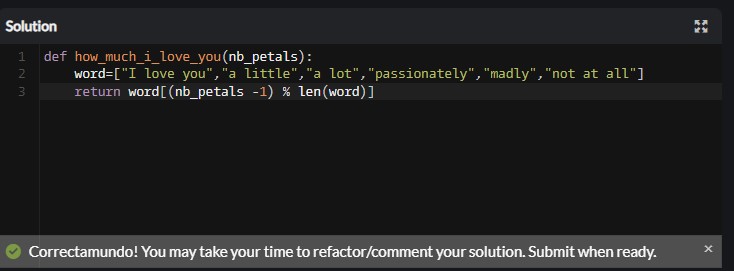 Solution
1 def how_much_i_love_you(nb_petals):
2 word=["I love you","a little","a lot","passionately","madly","not at all"]
3 return word[(nb_petals -1) % len(word)]
Correctamundo! You may take your time to refactor/comment your solution. Submit when ready. ×